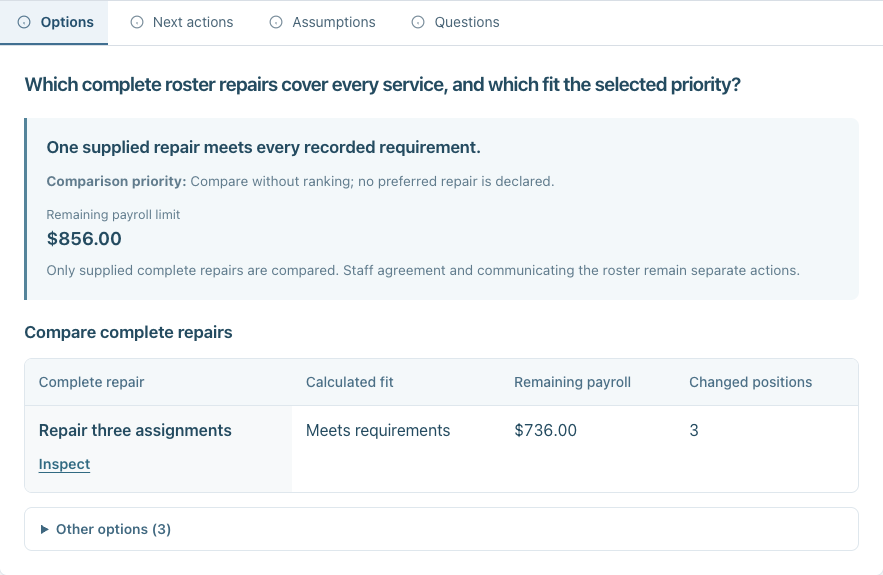 Options
Next actions
Assumptions
Questions
Which complete roster repairs cover every service, and which fit the selected priority?
One supplied repair meets every recorded requirement.
Comparison priority: Compare without ranking; no preferred repair is declared.
Remaining payroll limit
$856.00
Only supplied complete repairs are compared. Staff agreement and communicating the roster remain separate actions.
Compare complete repairs
Complete repair
Calculated fit
Remaining payroll
Changed positions
Repair three assignments
Meets requirements
$736.00
3
Inspect
Other options (3)